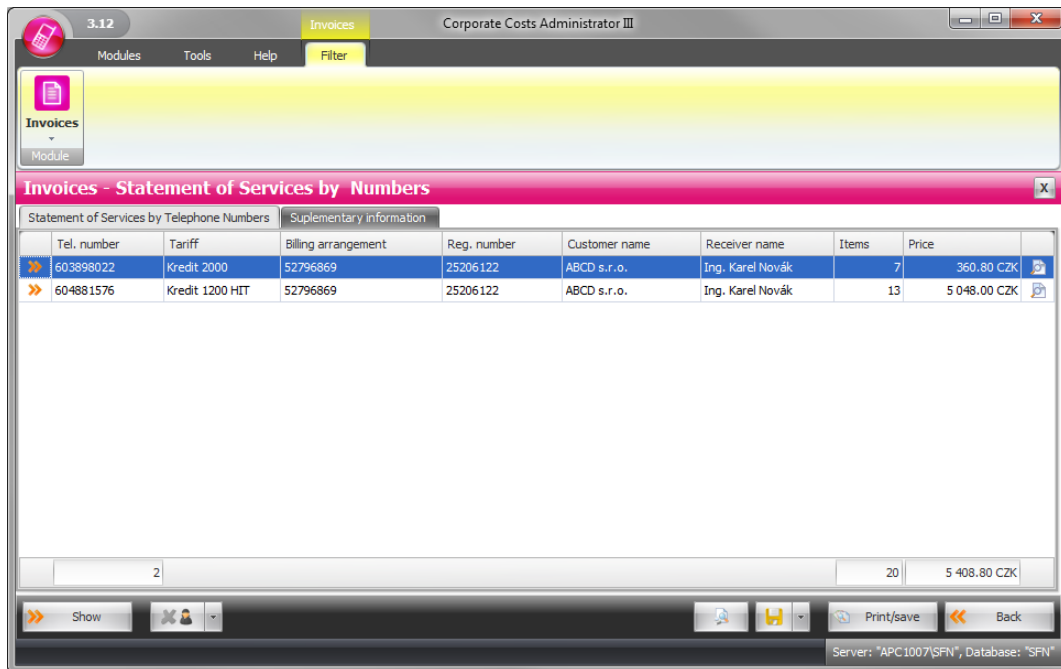 3.12 Invoices Corporate Costs Administrator III
Modules Tools Help Filter
Invoices
Module
Invoices - Statement of Services by Numbers X
Statement of Services by Telephone Numbers Suplementary information
Tel. number Tariff Billing arrangement Reg. number Customer name Receiver name Items Price
603898022 Kredit 2000 52796869 25206122 ABCD s.r.o. Ing. Karel Novák 7 360.80 CZK
604881576 Kredit 1200 HIT 52796869 25206122 ABCD s.r.o. Ing. Karel Novák 13 5 048.00 CZK
2 20 5 408.80 CZK
Show Print/save Back
Server: "APC1007\SFN", Database: "SFN"